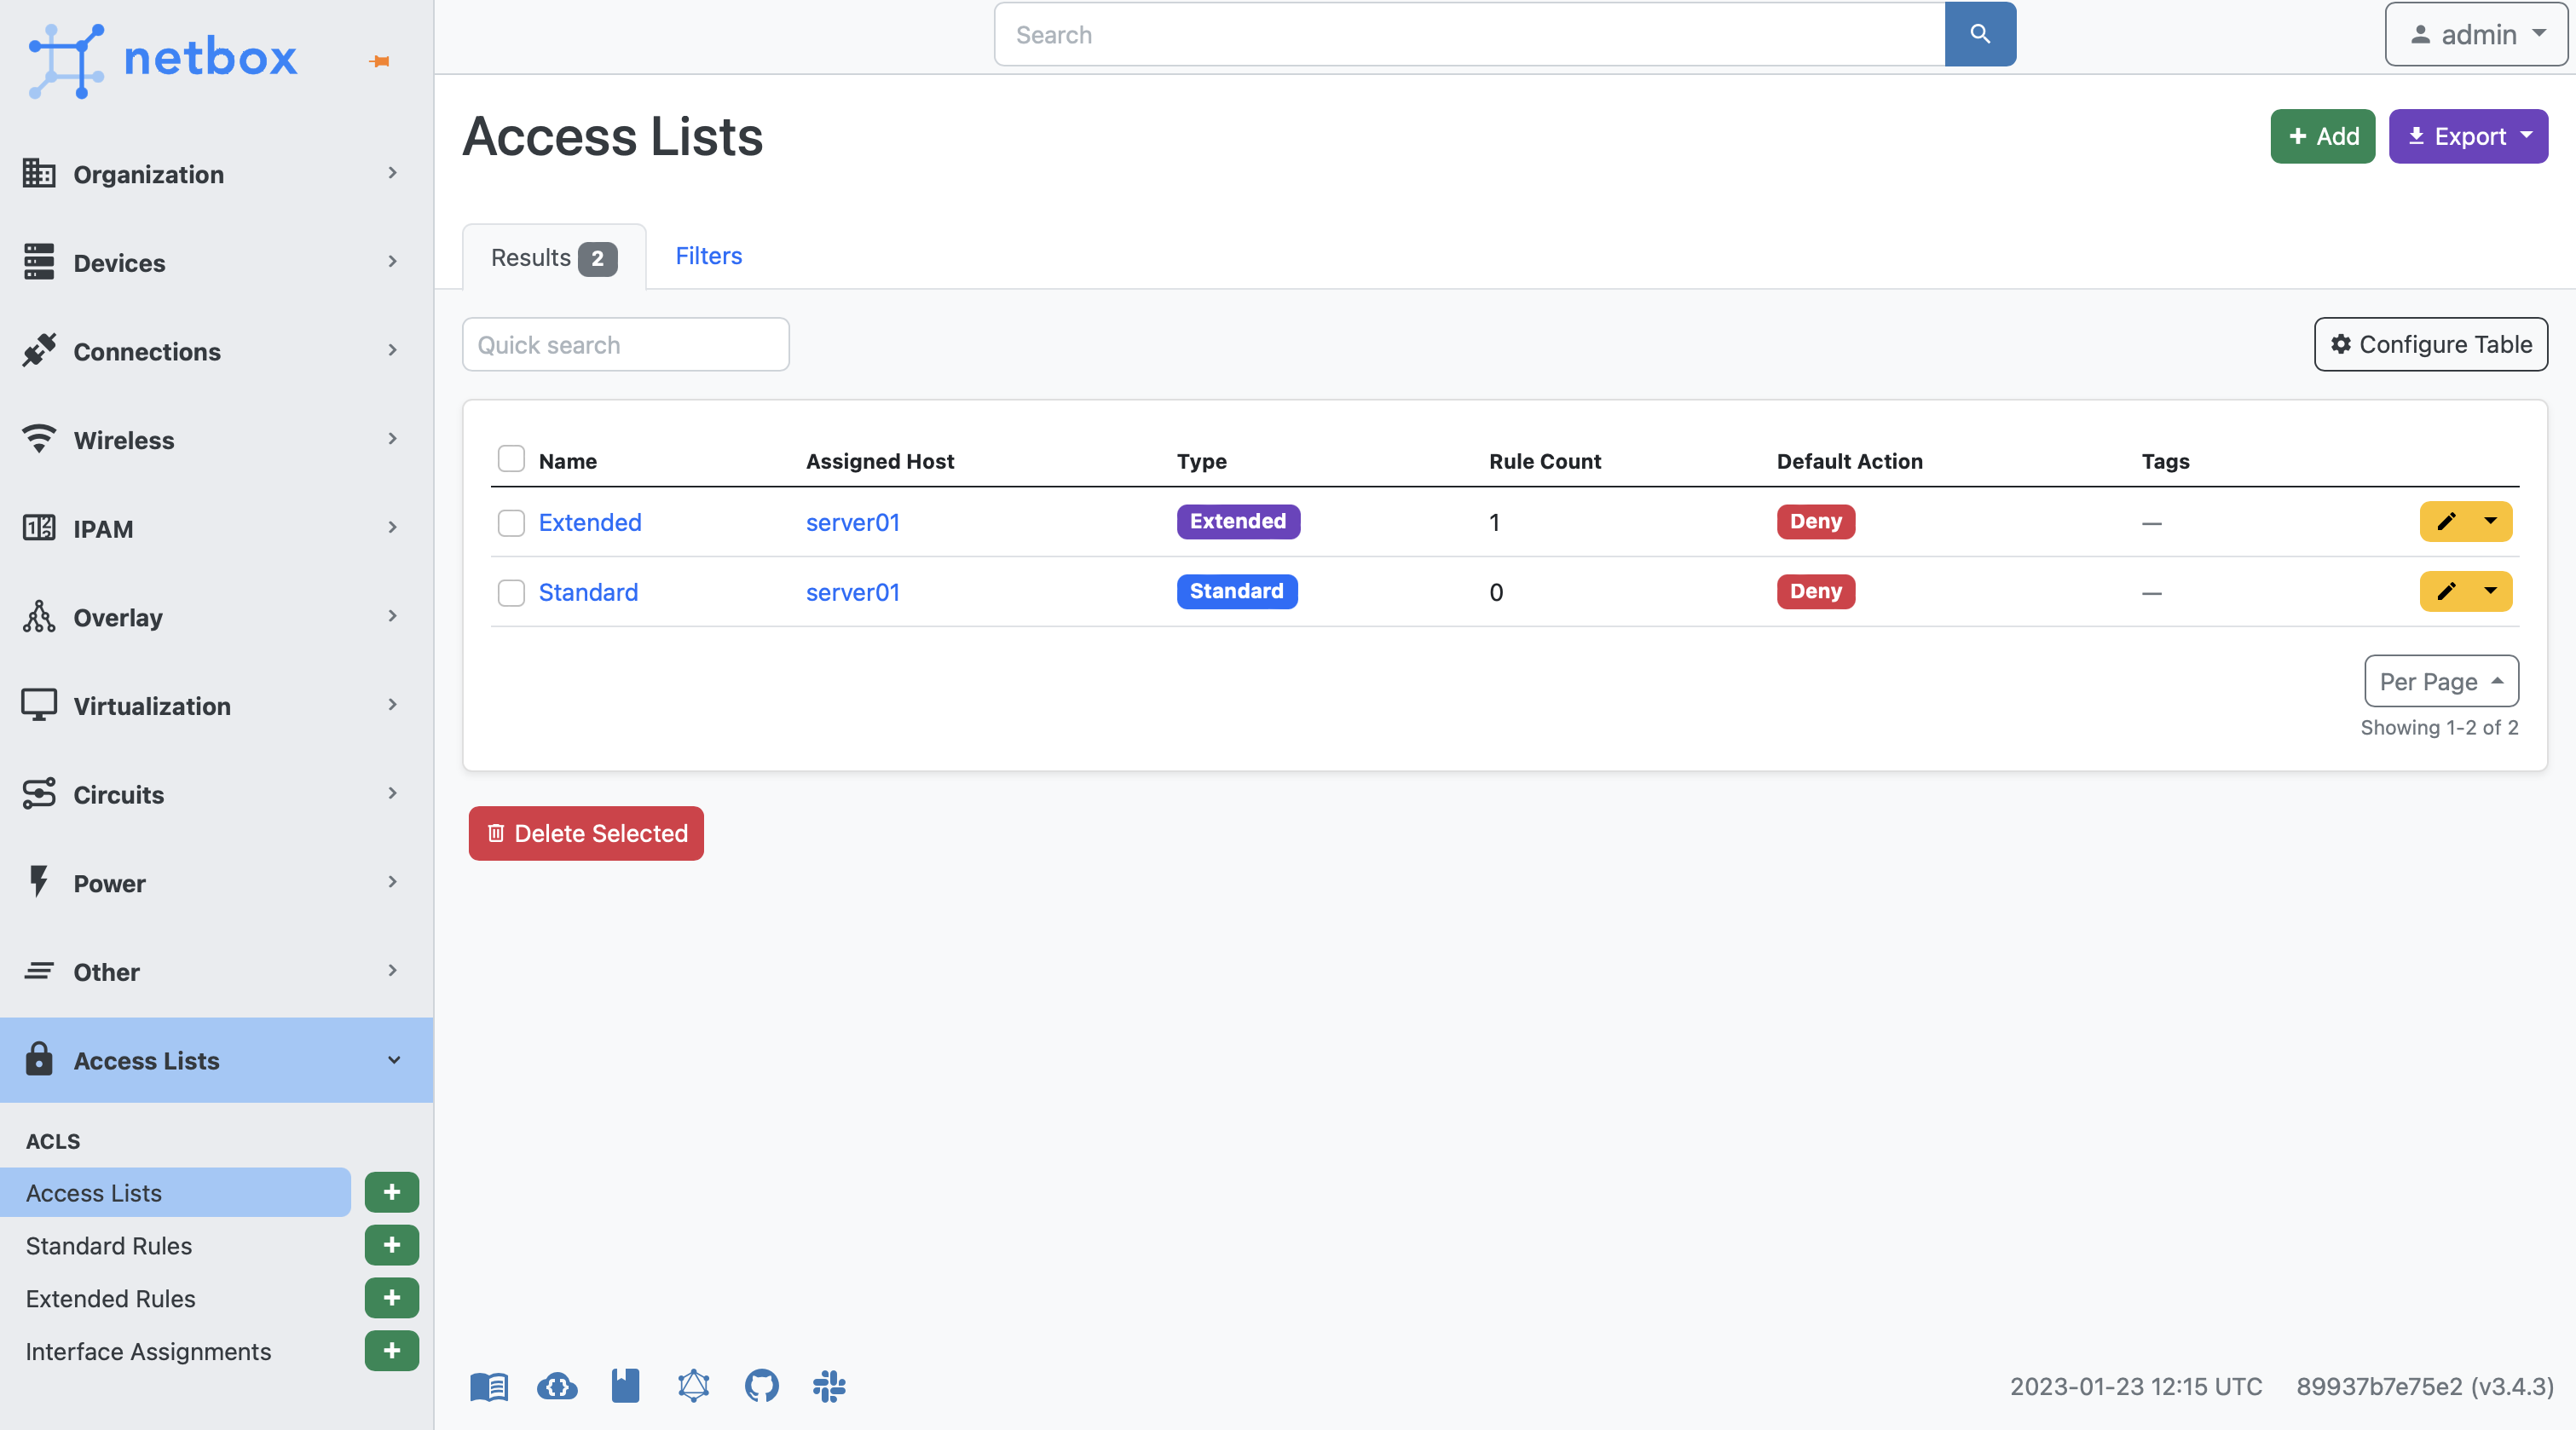 netbox
Search
admin
Organization
Devices
Connections
Wireless
IPAM
Overlay
Virtualization
Circuits
Power
Other
Access Lists
ACLS
Access Lists
Standard Rules
Extended Rules
Interface Assignments
Access Lists
+ Add
Export
Results 2
Filters
Quick search
Configure Table
Name Assigned Host Type Rule Count Default Action Tags
Extended server01 Extended 1 Deny —
Standard server01 Standard 0 Deny —
Per Page
Showing 1-2 of 2
Delete Selected
2023-01-23 12:15 UTC 89937b7e75e2 (v3.4.3)